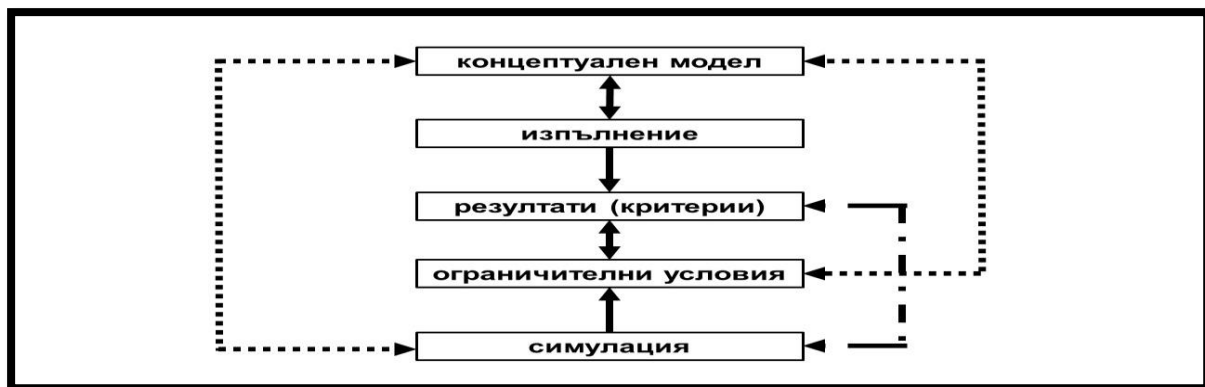 концептуален модел
изпълнение
резултати (критерии)
ограничителни условия
симулация